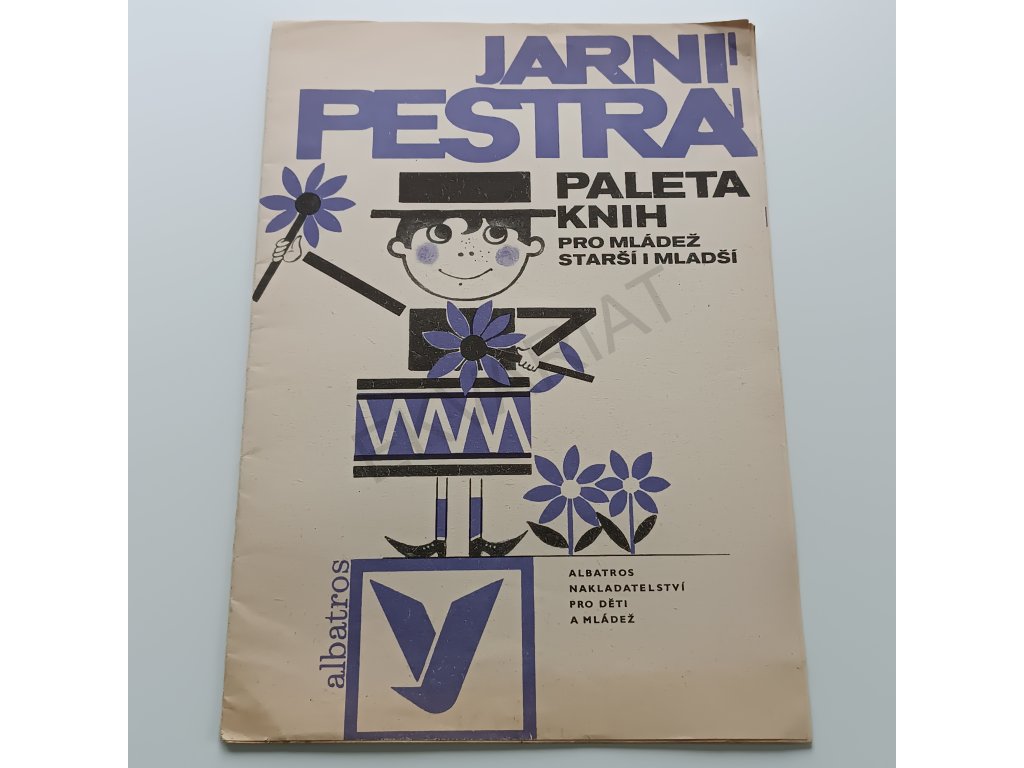 JARNÍ
PESTRÁ
PALETA
KNIH
PRO MLÁDEŽ
STARŠÍ I MLADŠÍ
albatros
ALBATROS
NAKLADATELSTVÍ
PRO DĚTI
A MLÁDEŽ